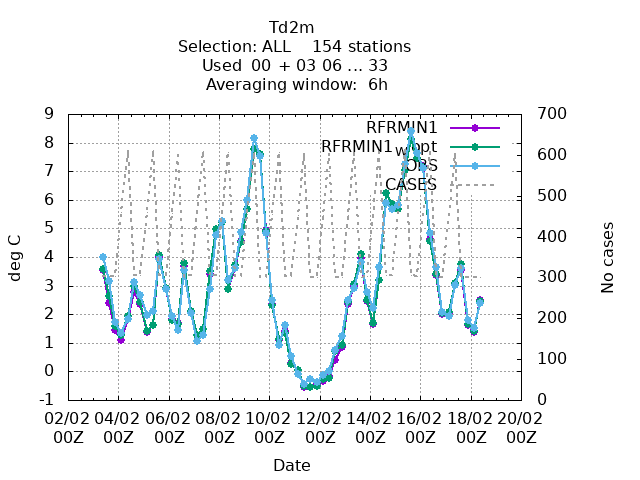 Td2m
Selection: ALL    154 stations
Used  00 + 03 06 ... 33
Averaging window:  6h
RFRMIN1
RFRMIN1_wopt
OBS
CASES
9
8
7
6
5
4
3
2
1
0
-1
700
600
500
400
300
200
100
0
deg C
No cases
02/02 04/02 06/02 08/02 10/02 12/02 14/02 16/02 18/02 20/02
00Z 00Z 00Z 00Z 00Z 00Z 00Z 00Z 00Z 00Z
Date